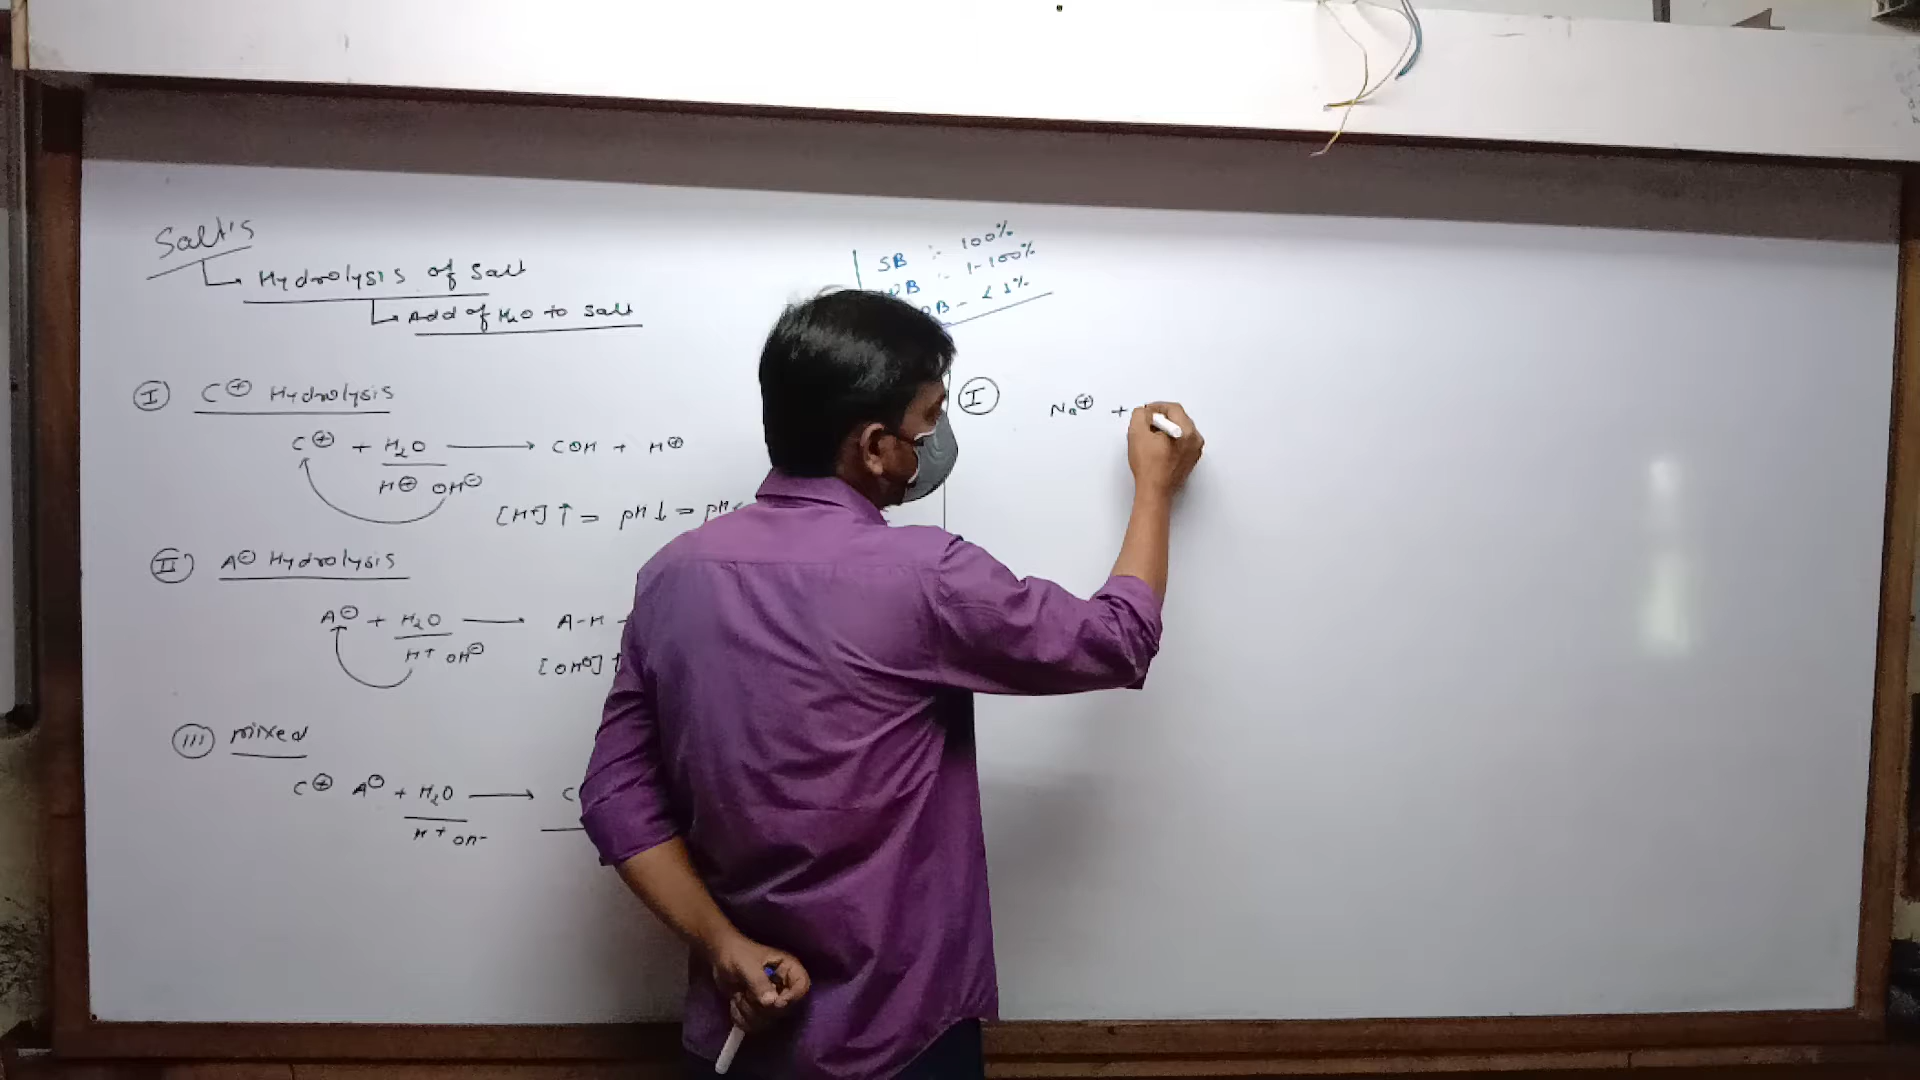 Salt's
Hydrolysis of Salt
Add of H₂O to Salt
SB :- 100%
B :- 1-100%
B - < 1%
I C⊕ Hydrolysis
C⊕ + H₂O ⟶ COH + H⊕
H⊕ OH⊖
[H+] ↑ = pH ↓ = pH
II A⊖ Hydrolysis
A⊖ + H₂O ⟶ A-H
H+ OH⊖
[OH⊖] ↑
III mixed
C⊕ A⊖ + H₂O ⟶ C
H+ OH-
I Na⊕ +